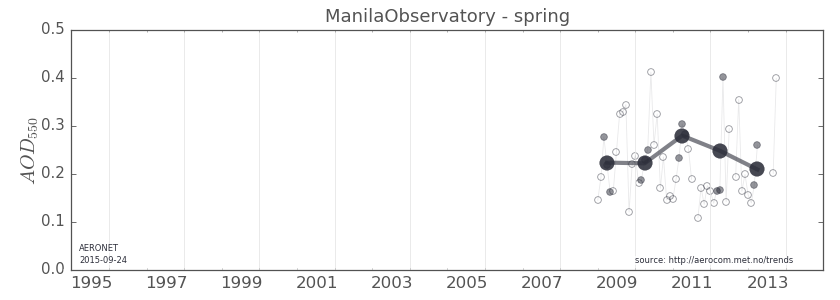 ManilaObservatory - spring
0.5
0.4
0.3
0.2
0.1
0.0
AOD550
AERONET
2015-09-24
source: http://aerocom.met.no/trends
1995 1997 1999 2001 2003 2005 2007 2009 2011 2013